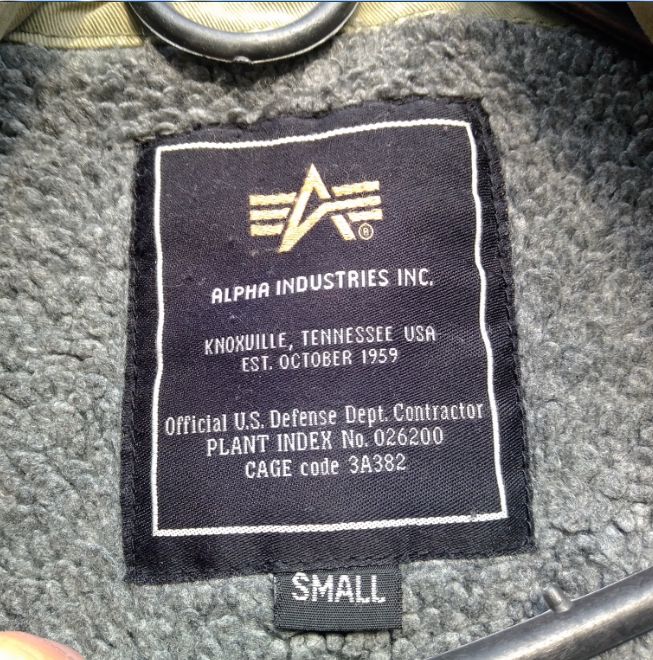 ®
ALPHA INDUSTRIES INC.
KNOXVILLE, TENNESSEE USA
EST. OCTOBER 1959
Official U.S. Defense Dept. Contractor
PLANT INDEX No. 026200
CAGE code 3A382
SMALL